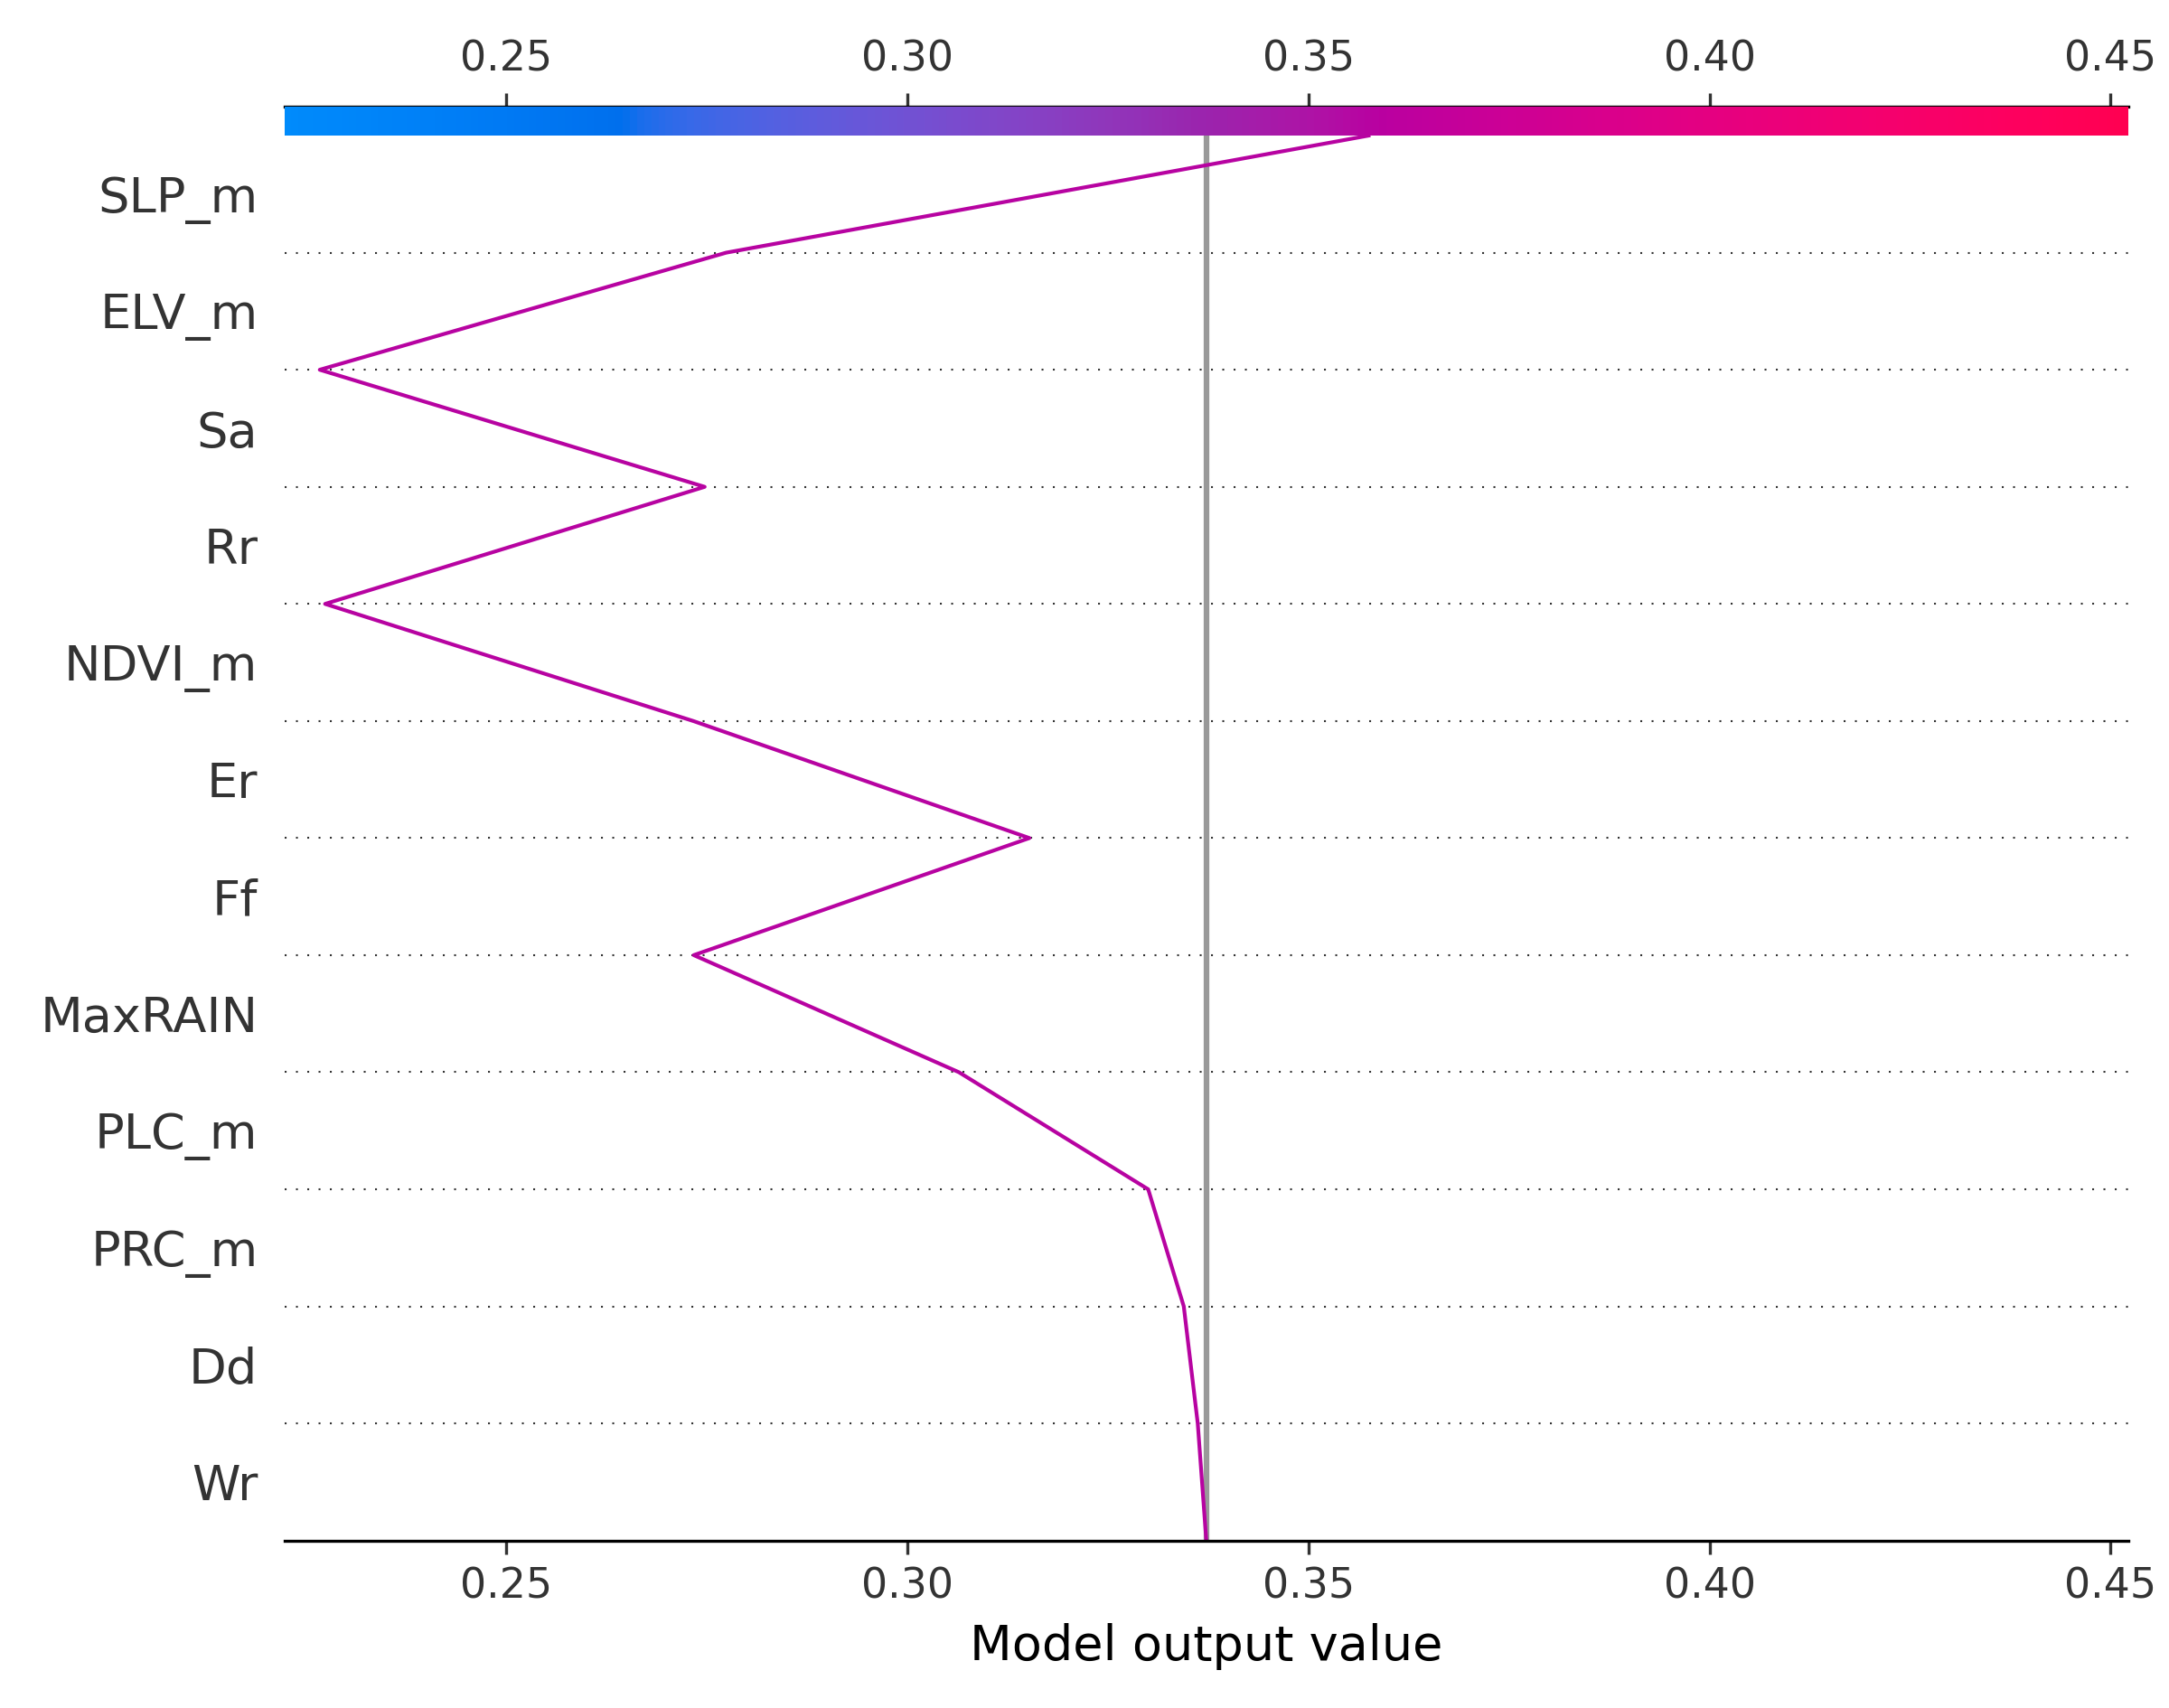 0.25 0.30 0.35 0.40 0.45
SLP_m
ELV_m
Sa
Rr
NDVI_m
Er
Ff
MaxRAIN
PLC_m
PRC_m
Dd
Wr
0.25 0.30 0.35 0.40 0.45
Model output value